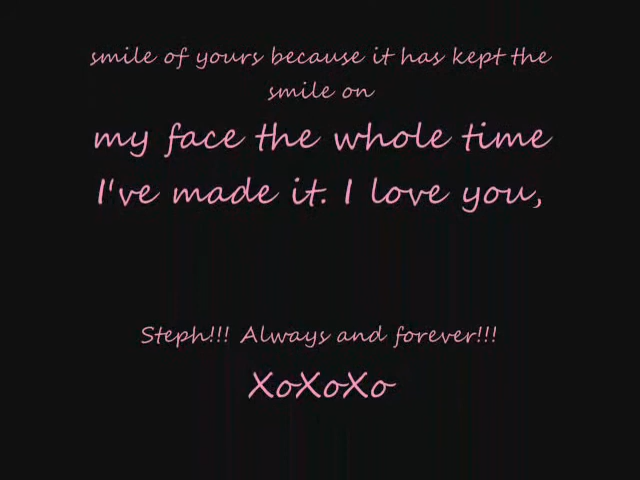 smile of yours because it has kept the
smile on
my face the whole time
I've made it. I love you,
Steph!!! Always and forever!!!
XoXoXo